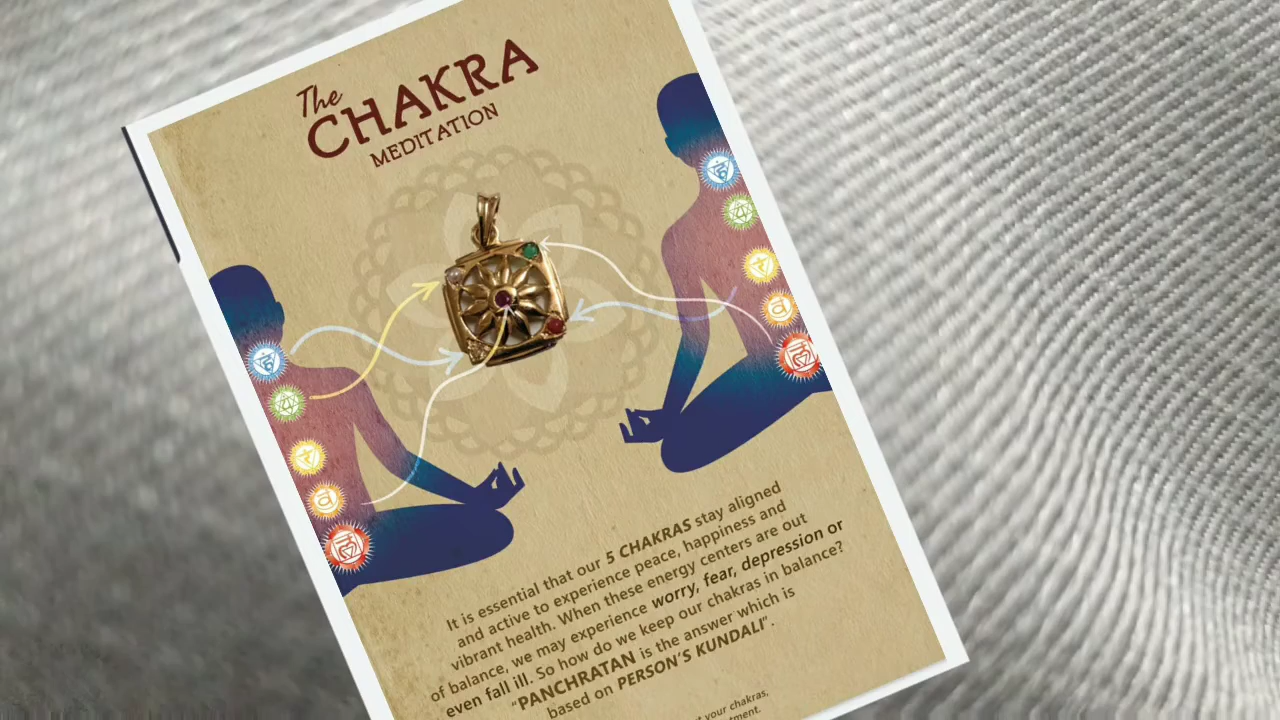 The
CHAKRA
MEDITATION
It is essential that our 5 CHAKRAS stay aligned
and active to experience peace, happiness and
vibrant health. When these energy centers are out
of balance, we may experience worry, fear, depression or
even fall ill. So how do we keep our chakras in balance?
"PANCHRATAN is the answer which is
based on PERSON'S KUNDALI".
your chakras,